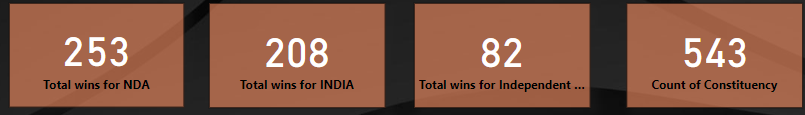 253
Total wins for NDA
208
Total wins for INDIA
82
Total wins for Independent ...
543
Count of Constituency